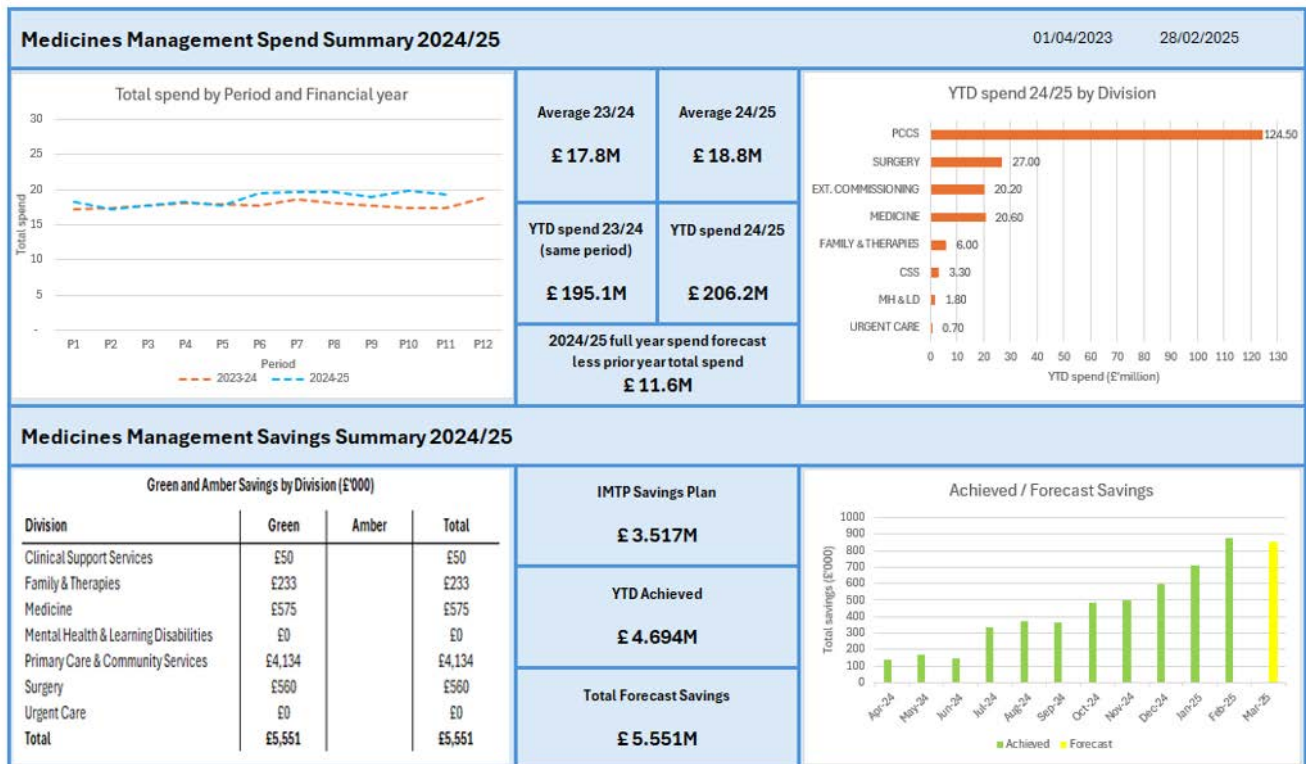 Medicines Management Spend Summary 2024/25
01/04/2023 28/02/2025
Total spend by Period and Financial year
30
25
20
15
10
5
-
Total spend
P1 P2 P3 P4 P5 P6 P7 P8 P9 P10 P11 P12
Period
2023-24 2024-25
Average 23/24
£ 17.8M
Average 24/25
£ 18.8M
YTD spend 23/24
(same period)
£ 195.1M
YTD spend 24/25
£ 206.2M
2024/25 full year spend forecast
less prior year total spend
£ 11.6M
YTD spend 24/25 by Division
PCCS 124.50
SURGERY 27.00
EXT. COMMISSIONING 20.20
MEDICINE 20.60
FAMILY & THERAPIES 6.00
CSS 3.30
MH & LD 1.80
URGENT CARE 0.70
0 10 20 30 40 50 60 70 80 90 100 110 120 130
YTD spend (£'million)
Medicines Management Savings Summary 2024/25
Green and Amber Savings by Division (£'000)
Division Green Amber Total
Clinical Support Services £50 £50
Family & Therapies £233 £233
Medicine £575 £575
Mental Health & Learning Disabilities £0 £0
Primary Care & Community Services £4,134 £4,134
Surgery £560 £560
Urgent Care £0 £0
Total £5,551 £5,551
IMTP Savings Plan
£ 3.517M
YTD Achieved
£ 4.694M
Total Forecast Savings
£ 5.551M
Achieved / Forecast Savings
1000
900
800
700
600
500
400
300
200
100
0
Total savings (£'000)
Apr-24 May-24 Jun-24 Jul-24 Aug-24 Sep-24 Oct-24 Nov-24 Dec-24 Jan-25 Feb-25 Mar-25
Achieved Forecast